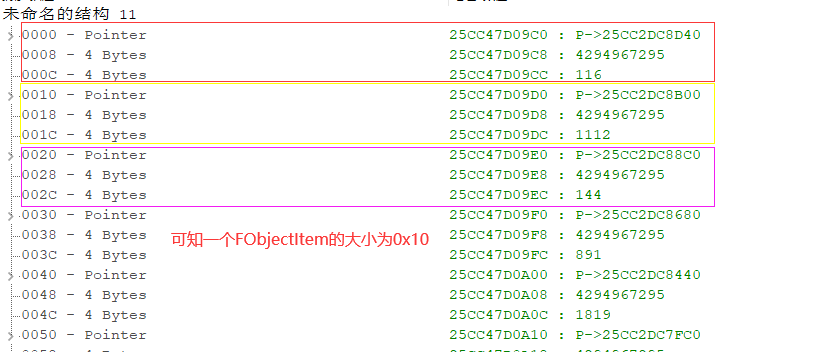 未命名的结构 11
0000 - Pointer 25CC47D09C0 : P->25CC2DC8D40
0008 - 4 Bytes 25CC47D09C8 : 4294967295
000C - 4 Bytes 25CC47D09CC : 116
0010 - Pointer 25CC47D09D0 : P->25CC2DC8B00
0018 - 4 Bytes 25CC47D09D8 : 4294967295
001C - 4 Bytes 25CC47D09DC : 1112
0020 - Pointer 25CC47D09E0 : P->25CC2DC88C0
0028 - 4 Bytes 25CC47D09E8 : 4294967295
002C - 4 Bytes 25CC47D09EC : 144
0030 - Pointer 25CC47D09F0 : P->25CC2DC8680
0038 - 4 Bytes 25CC47D09F8 : 4294967295
可知一个FObjectItem的大小为0x10
003C - 4 Bytes 25CC47D09FC : 891
0040 - Pointer 25CC47D0A00 : P->25CC2DC8440
0048 - 4 Bytes 25CC47D0A08 : 4294967295
004C - 4 Bytes 25CC47D0A0C : 1819
0050 - Pointer 25CC47D0A10 : P->25CC2DC7FC0